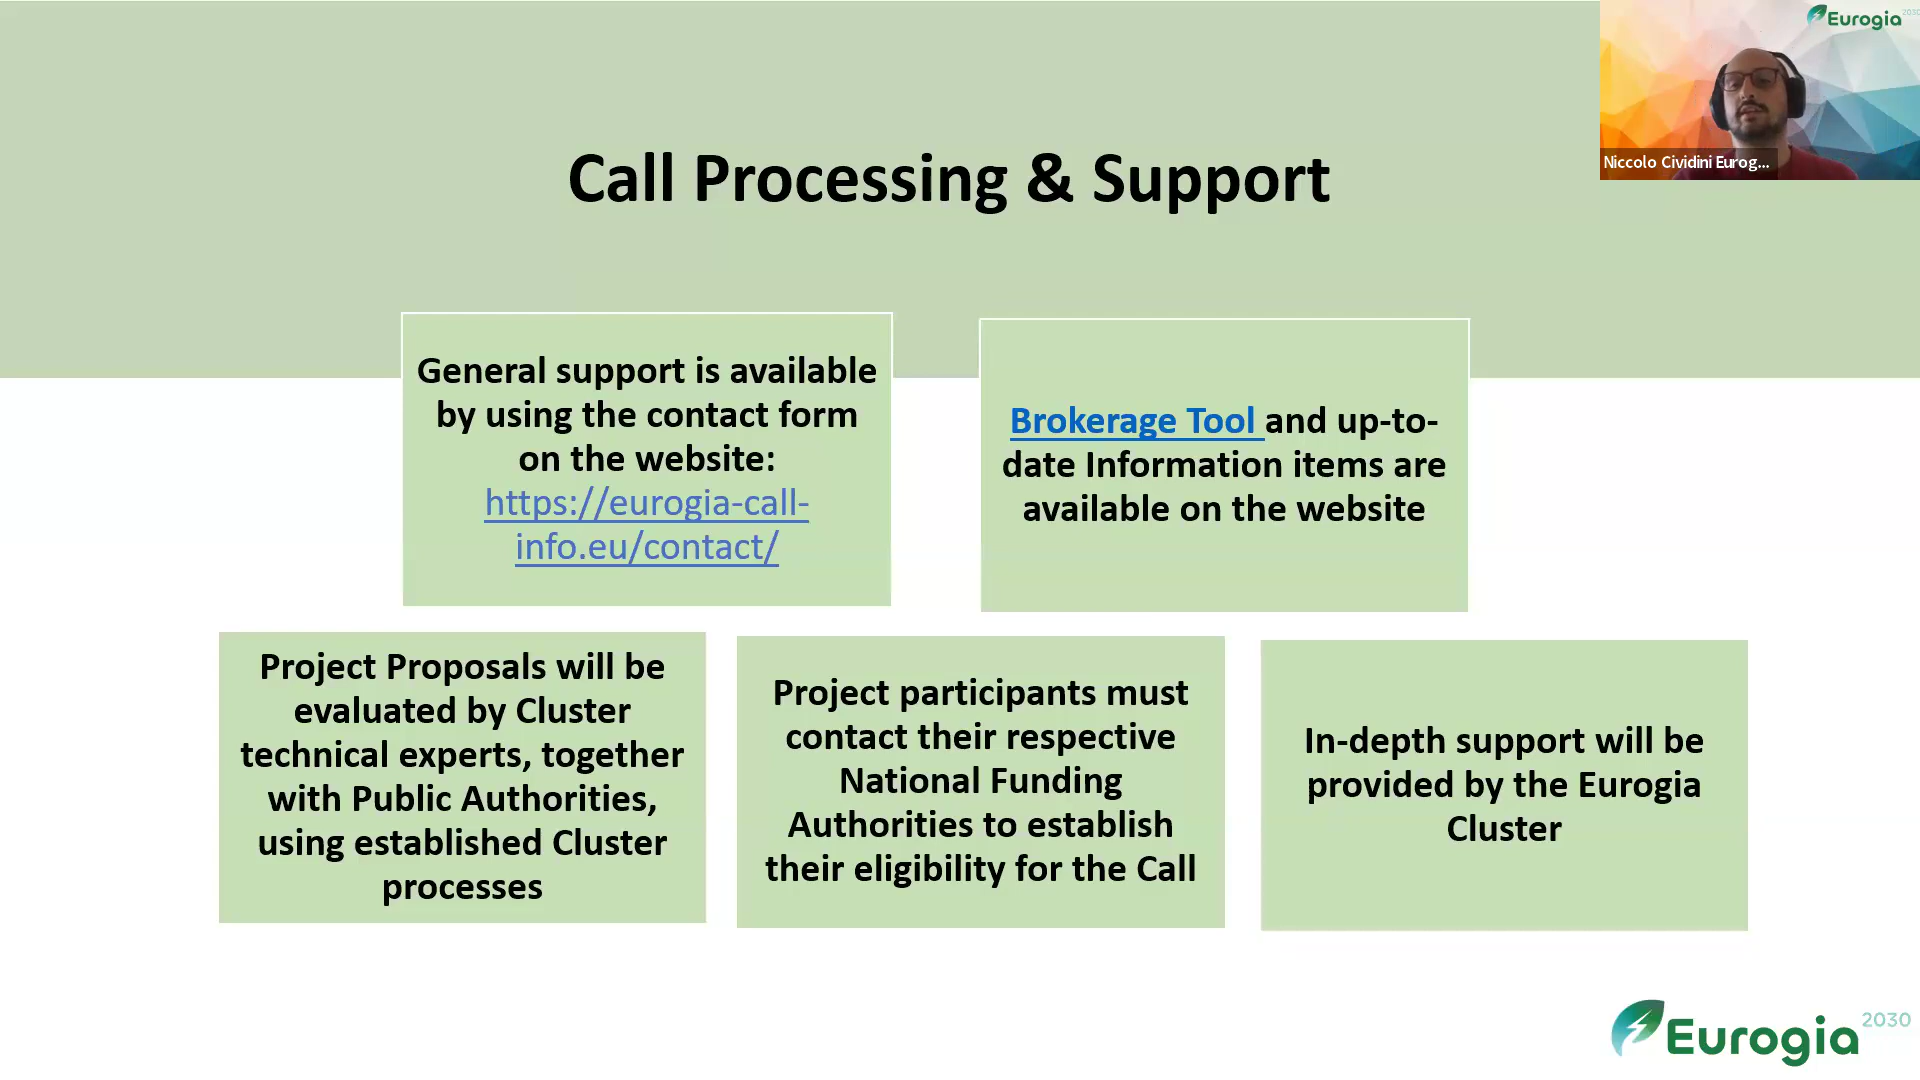 Eurogia 2030
Niccolo Cividini Eurog...
Call Processing & Support
General support is available
by using the contact form
on the website:
https://eurogia-call-
info.eu/contact/
Brokerage Tool and up-to-
date Information items are
available on the website
Project Proposals will be
evaluated by Cluster
technical experts, together
with Public Authorities,
using established Cluster
processes
Project participants must
contact their respective
National Funding
Authorities to establish
their eligibility for the Call
In-depth support will be
provided by the Eurogia
Cluster
Eurogia 2030